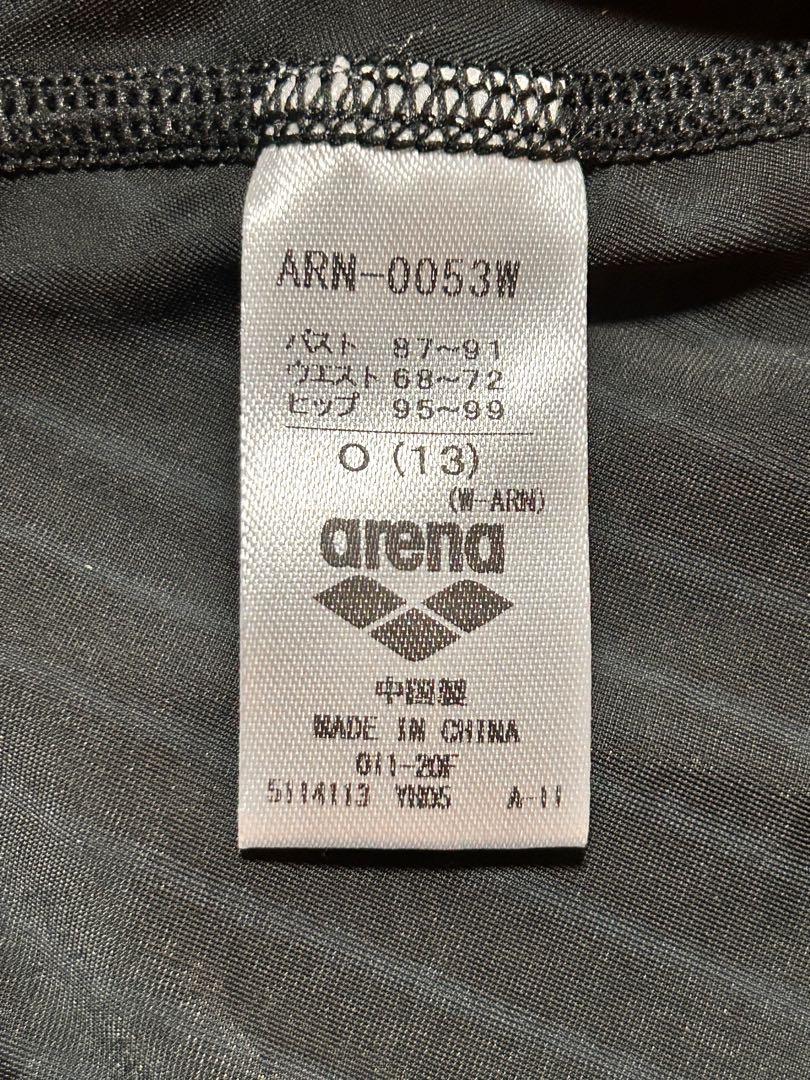 ARN-0053W
バスト 87～91
ウエスト 68～72
ヒップ 95～99
O (13)
(W-ARN)
arena
中国製
MADE IN CHINA
011-20F
5114113 YN05 A-11